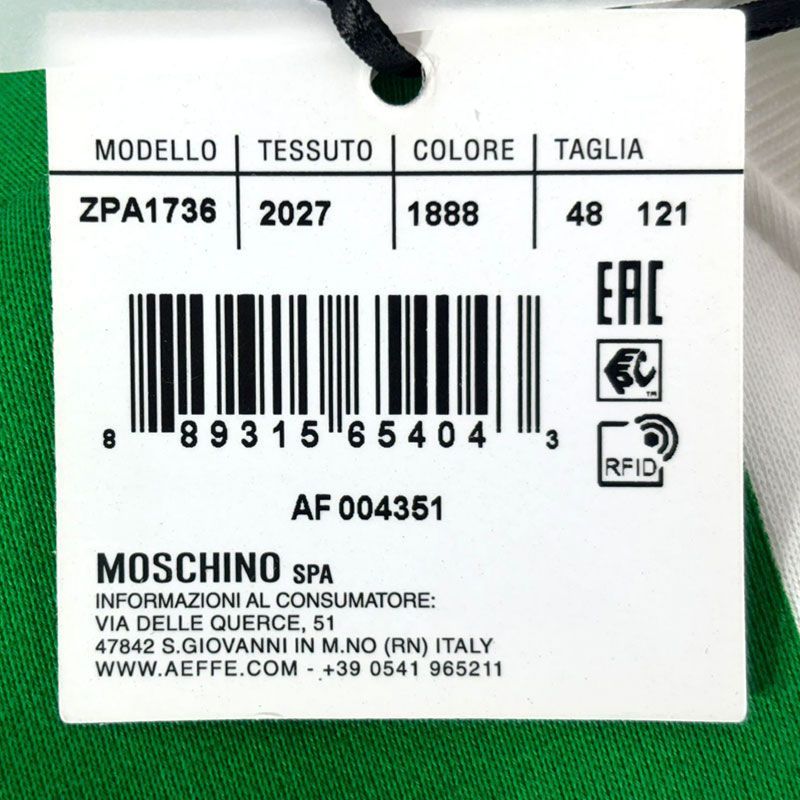 MODELLO TESSUTO COLORE TAGLIA
ZPA1736 2027 1888 48 121
EAC
EPC TM
RFID
8 89315 65404 3
AF 004351
MOSCHINO SPA
INFORMAZIONI AL CONSUMATORE:
VIA DELLE QUERCE, 51
47842 S.GIOVANNI IN M.NO (RN) ITALY
WWW.AEFFE.COM - +39 0541 965211